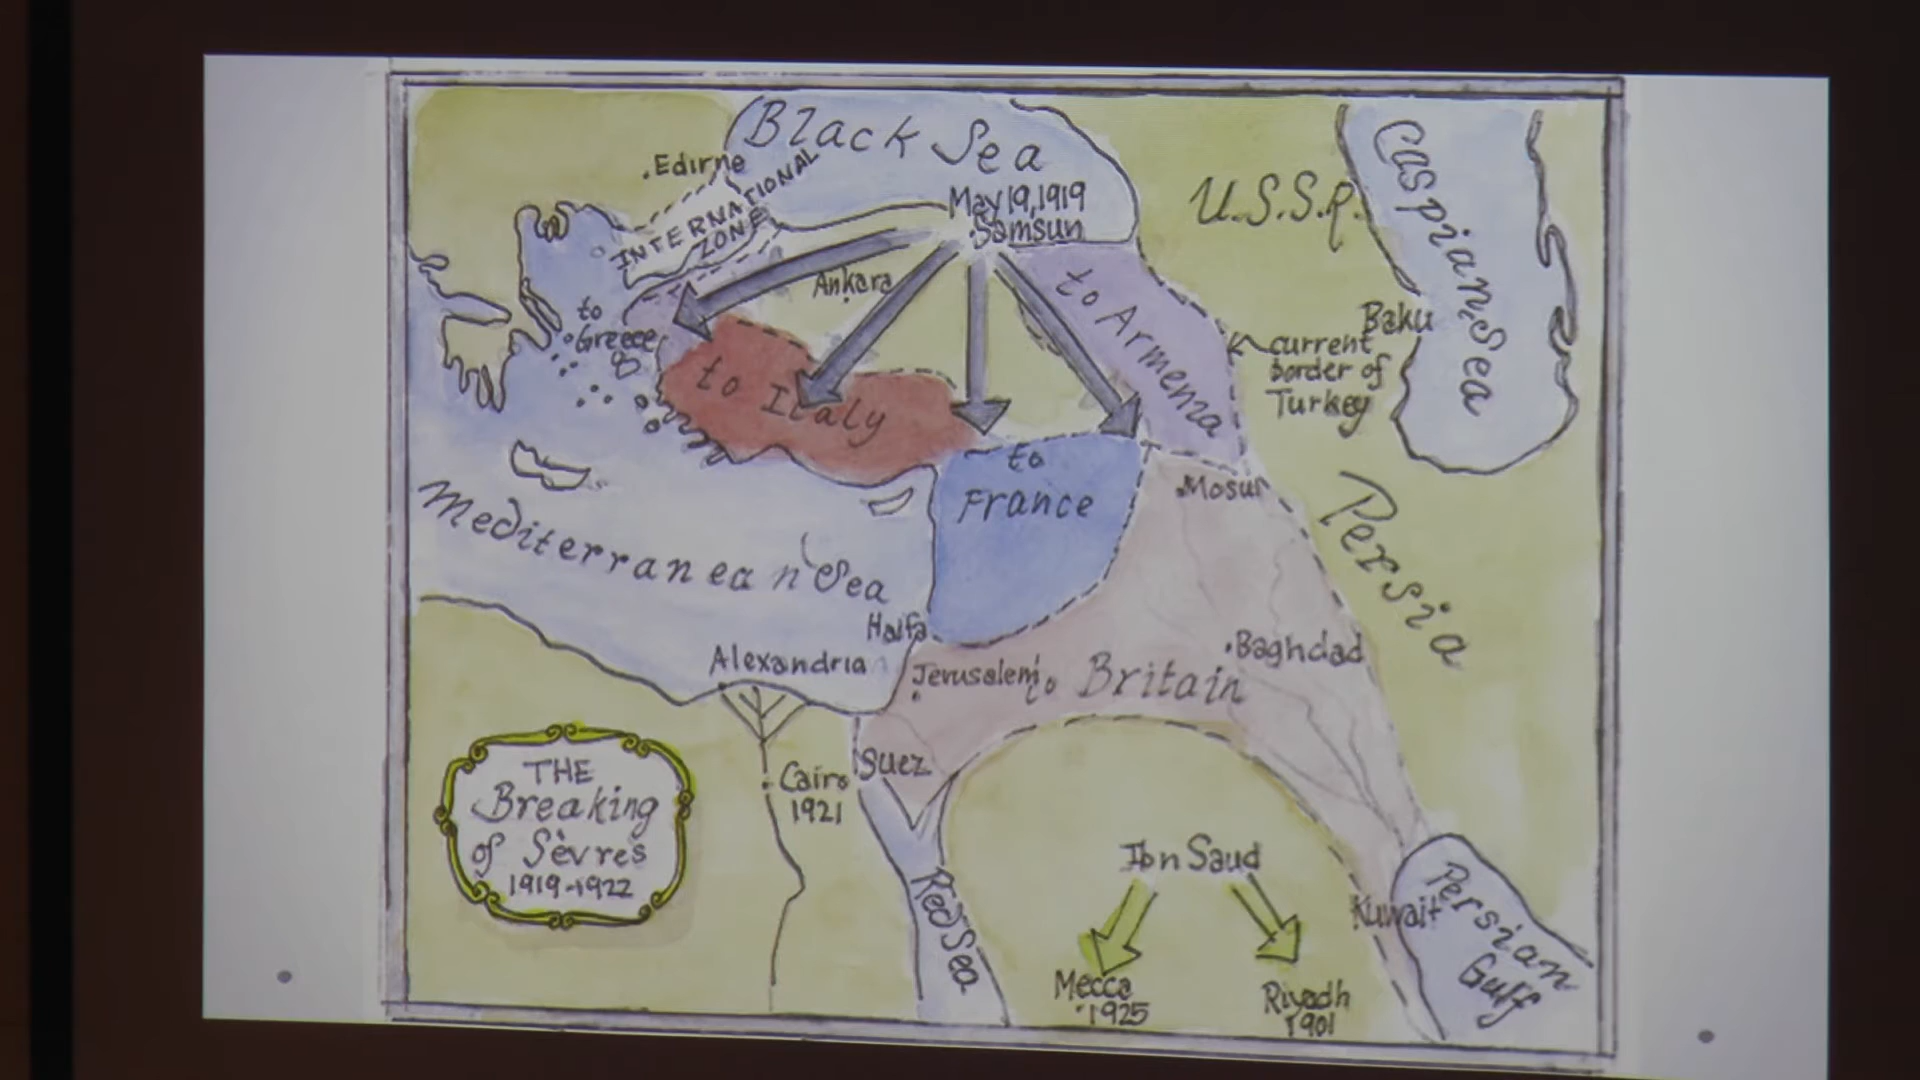 Black Sea
.Edirne
INTERNATIONAL
ZONE
May 19, 1919
.Samsun
U.S.S.R.
Caspian Sea
Ankara
to Armenia
Baku
to
Greece
current
border of
Turkey
to Italy
to
France
.Mosul
Persia
Mediterranean Sea
Haifa
Alexandria
Jerusalem
to Britain
.Baghdad
Suez
.Cairo
1921
THE
Breaking
of Sèvres
1919-1922
Red Sea
Ibn Saud
Kuwait
Persian
Gulf
Mecca
.1925
Riyadh
1901